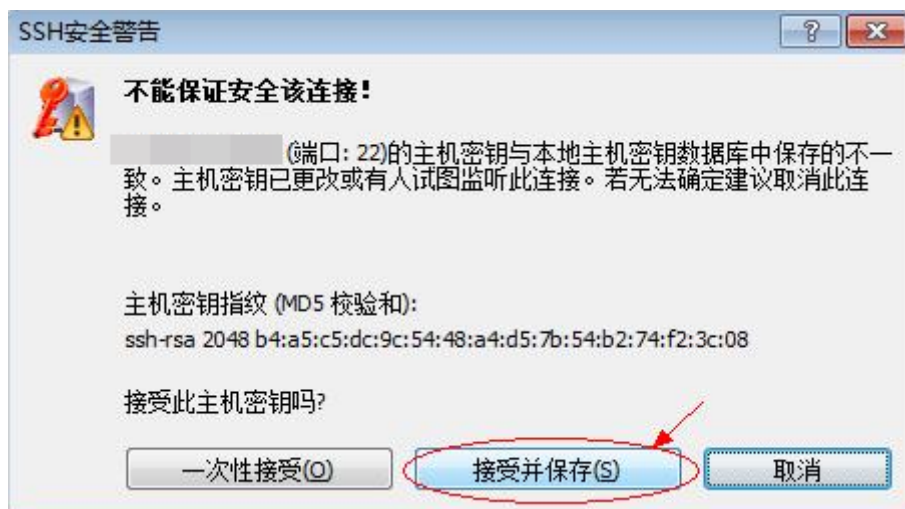 SSH安全警告
不能保证安全该连接!
(端口: 22)的主机密钥与本地主机密钥数据库中保存的不一
致。主机密钥已更改或有人试图监听此连接。若无法确定建议取消此连
接。
主机密钥指纹 (MD5 校验和):
ssh-rsa 2048 b4:a5:c5:dc:9c:54:48:a4:d5:7b:54:b2:74:f2:3c:08
接受此主机密钥吗?
一次性接受(O) 接受并保存(S) 取消